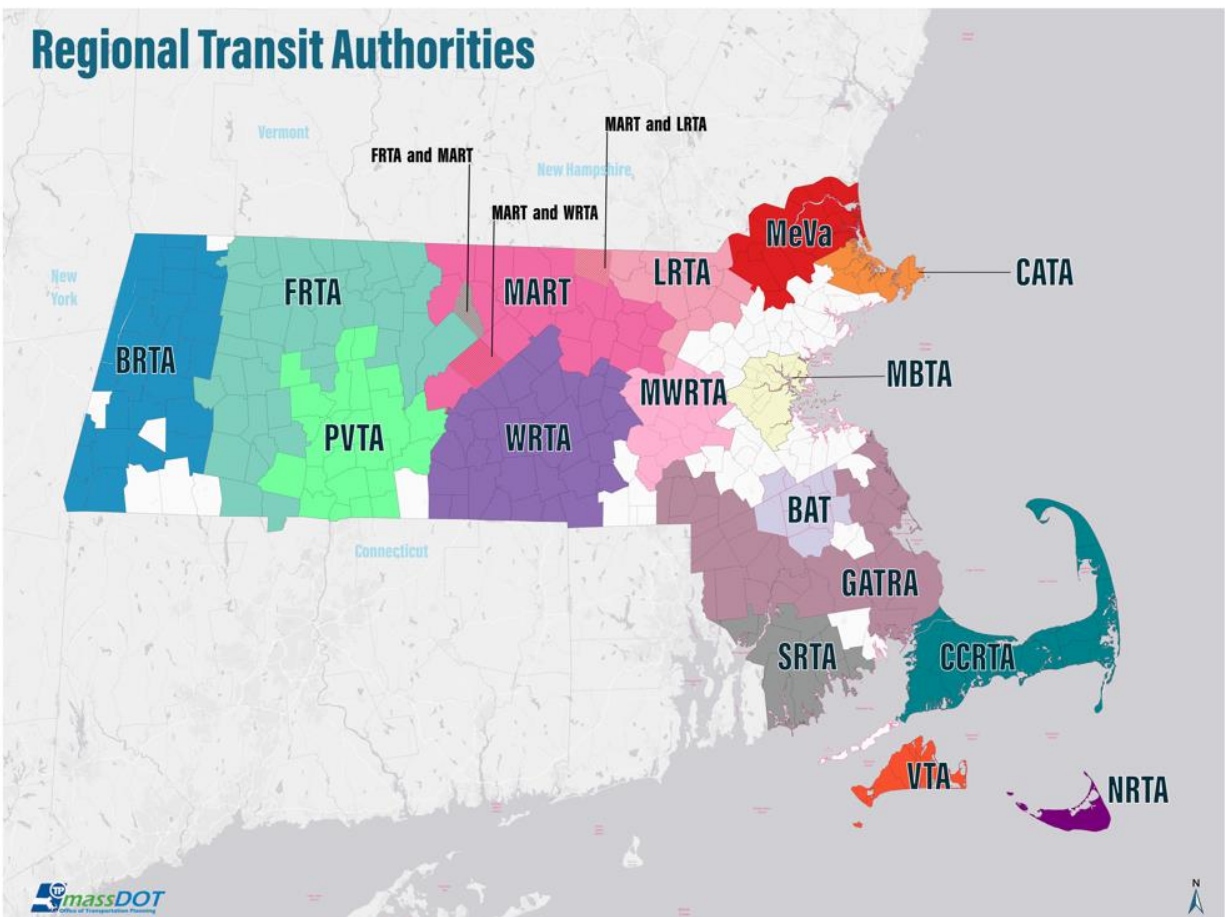 Regional Transit Authorities
Vermont
MART and LRTA
FRTA and MART
New Hampshire
MART and WRTA
MeVa
New
York
FRTA
MART
LRTA
CATA
BRTA
MWRTA
MBTA
PVTA
WRTA
BAT
Connecticut
GATRA
SRTA
CCRTA
VTA
NRTA
TP
massDOT
Office of Transportation Planning
N